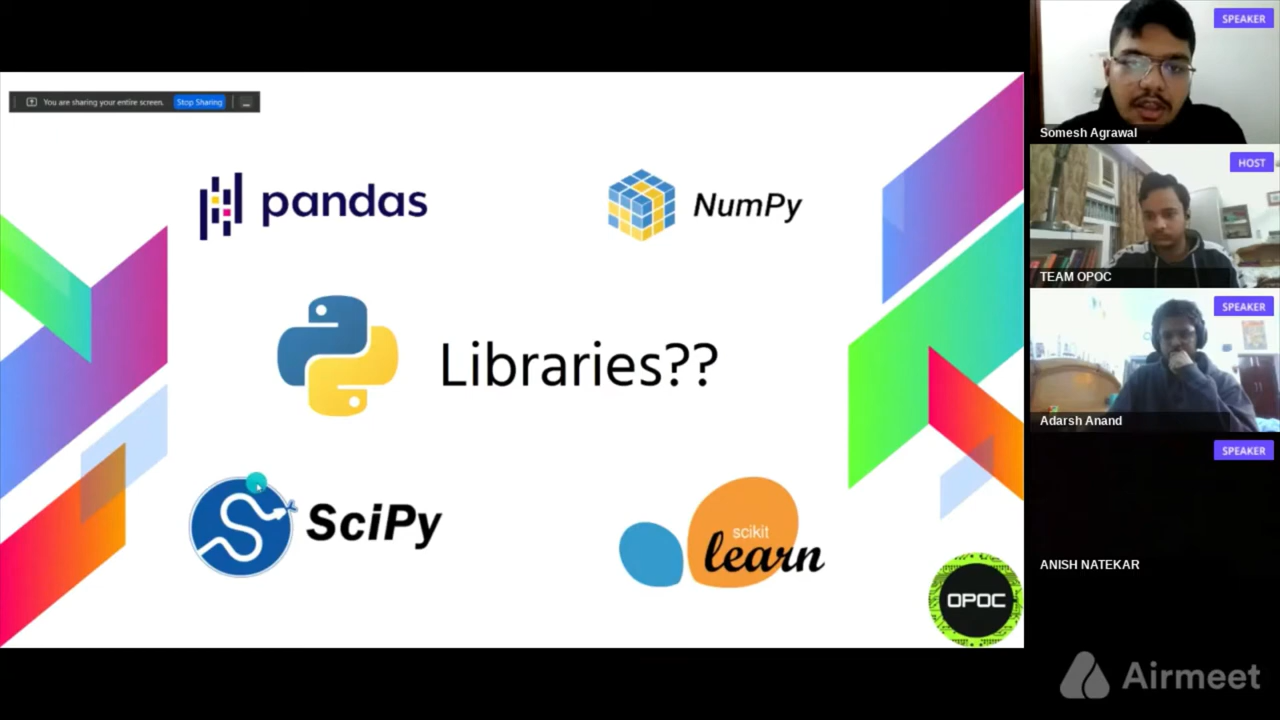 You are sharing your entire screen. Stop Sharing
pandas
NumPy
Libraries??
SciPy
scikit
learn
OPOC
SPEAKER
Somesh Agrawal
HOST
TEAM OPOC
SPEAKER
Adarsh Anand
SPEAKER
ANISH NATEKAR
Airmeet